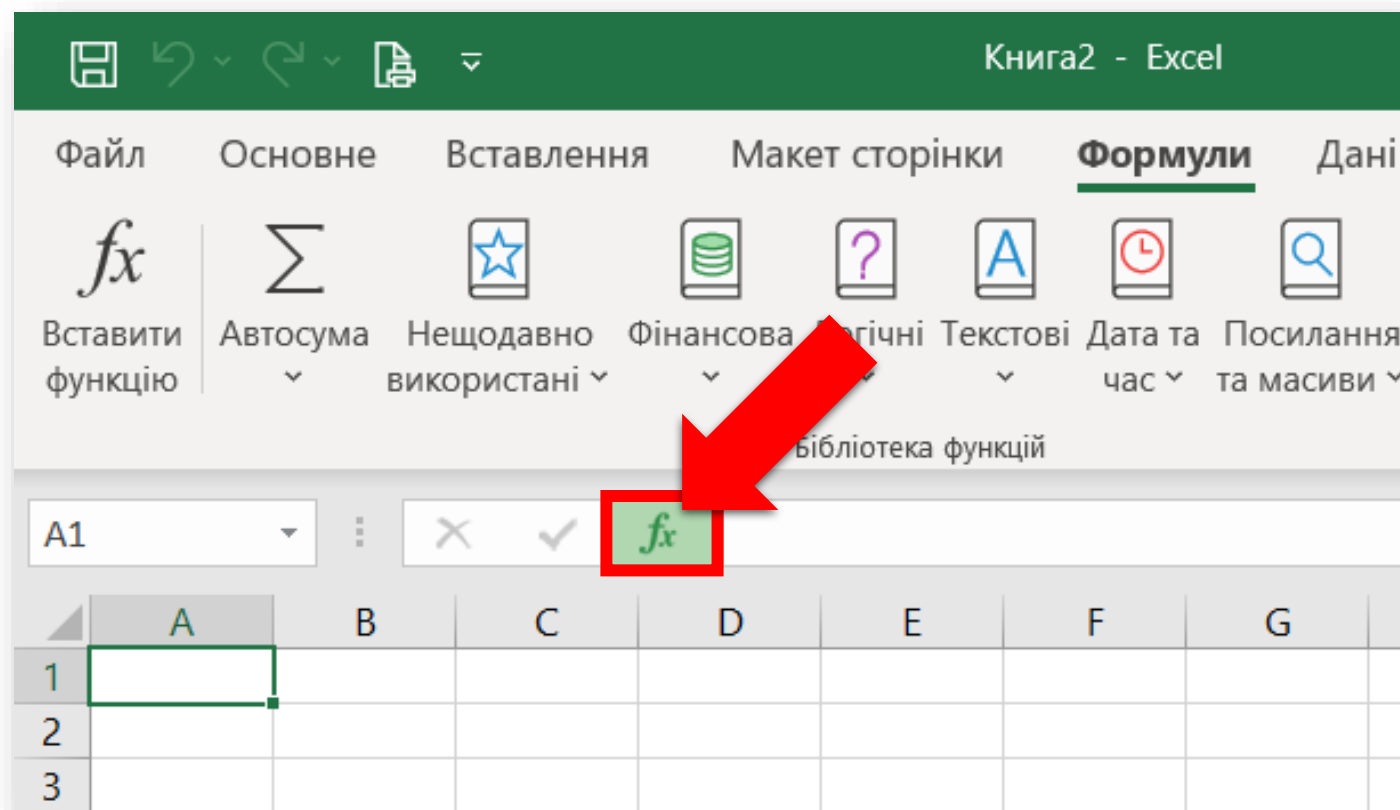 Книга2 - Excel
Файл Основне Вставлення Макет сторінки Формули Дані
fx Σ
Вставити функцію
Автосума
Нещодавно використані
Фінансова
Текстові
Дата та час
Посилання та масиви
Бібліотека функцій
A1 fx
A B C D E F G
1
2
3